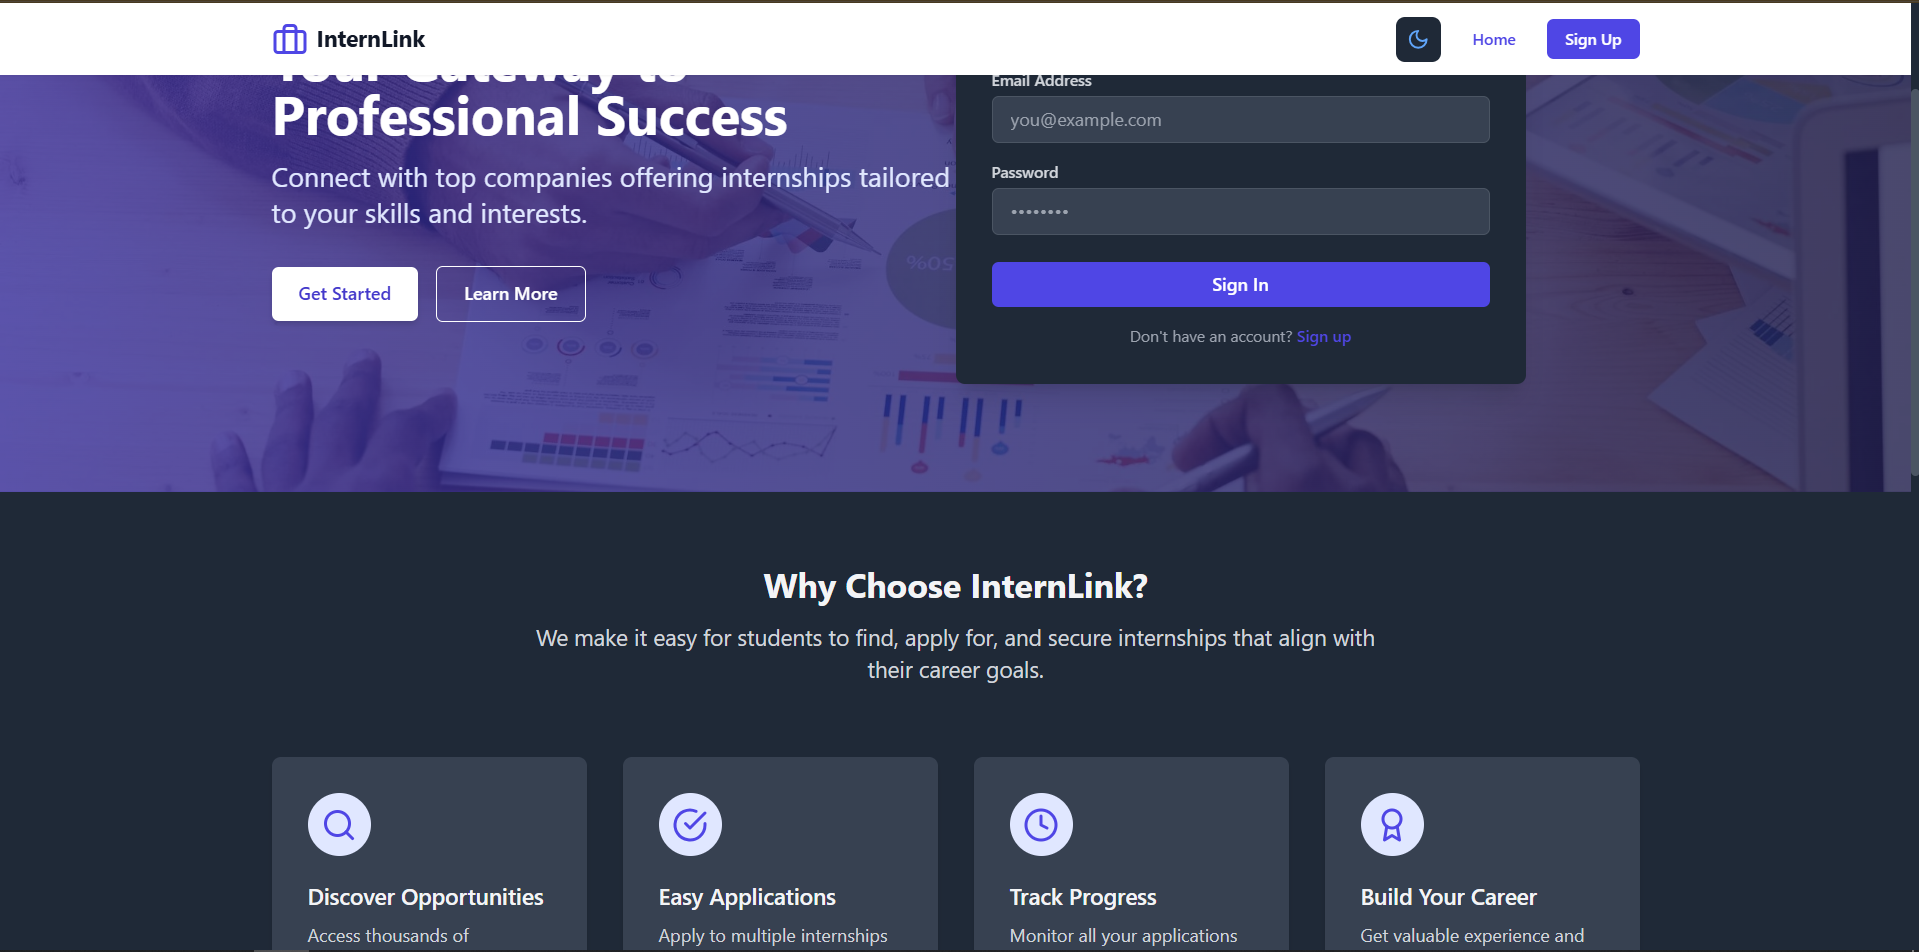 InternLink
Home
Sign Up
Your Gateway to
Professional Success
Connect with top companies offering internships tailored
to your skills and interests.
Get Started
Learn More
Email Address
you@example.com
Password
••••••••
Sign In
Don't have an account? Sign up
50%
Why Choose InternLink?
We make it easy for students to find, apply for, and secure internships that align with
their career goals.
Discover Opportunities
Access thousands of
Easy Applications
Apply to multiple internships
Track Progress
Monitor all your applications
Build Your Career
Get valuable experience and